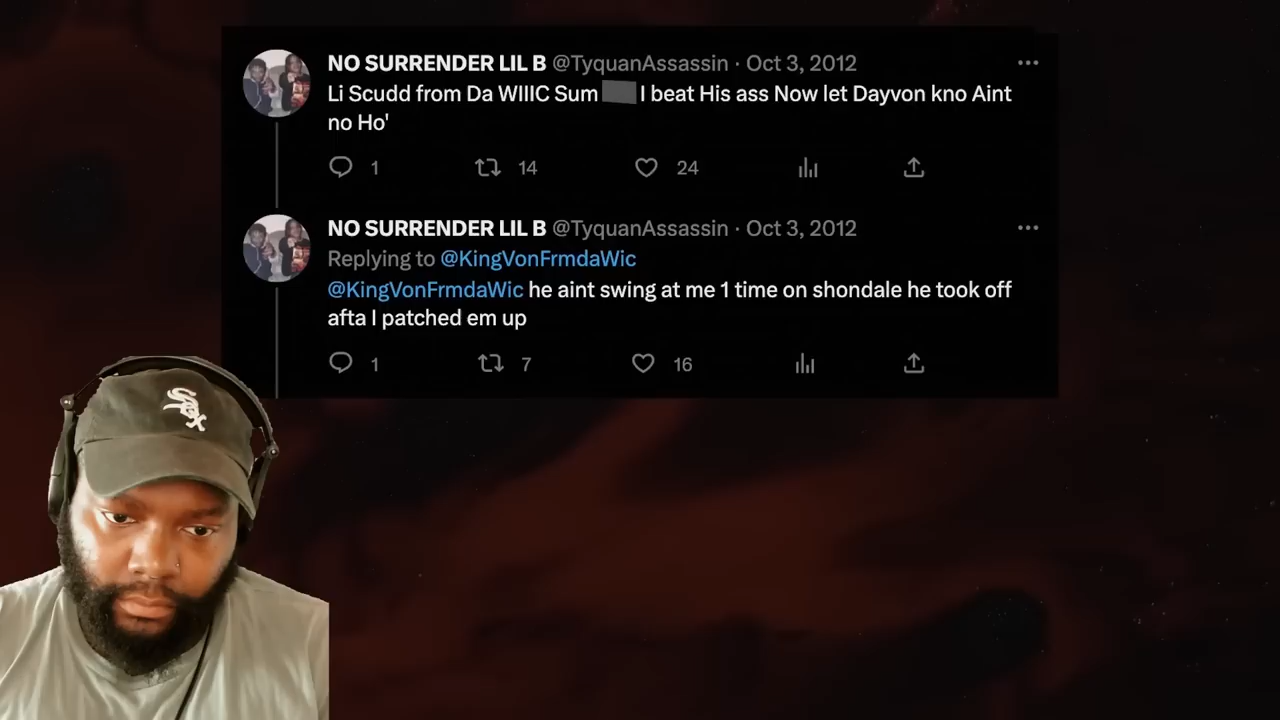 NO SURRENDER LIL B @TyquanAssassin · Oct 3, 2012
Li Scudd from Da WIIIC Sum I beat His ass Now let Dayvon kno Aint
no Ho'
1 14 24
NO SURRENDER LIL B @TyquanAssassin · Oct 3, 2012
Replying to @KingVonFrmdaWic
@KingVonFrmdaWic he aint swing at me 1 time on shondale he took off
afta I patched em up
1 7 16
Sox